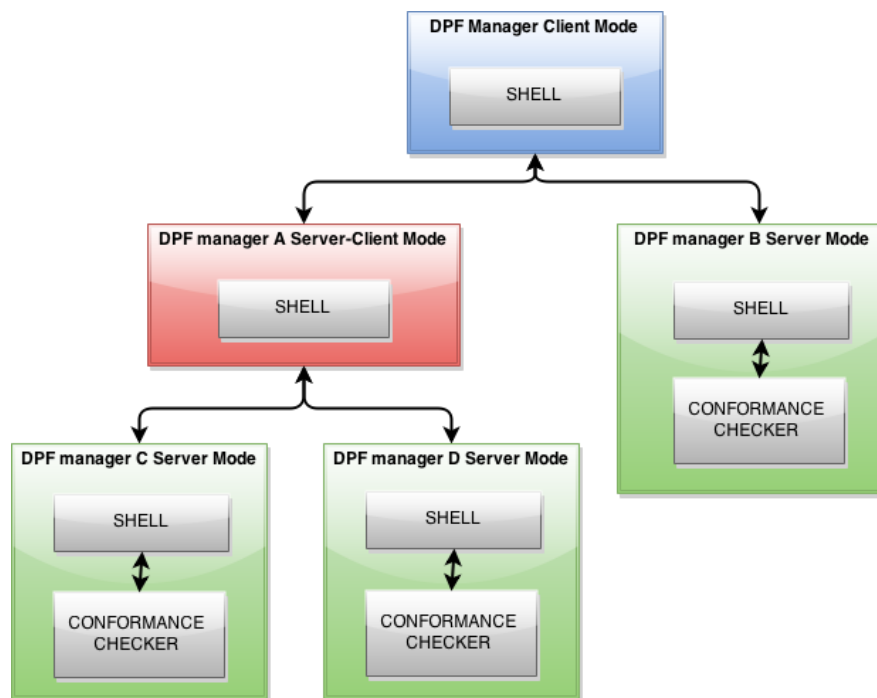 DPF Manager Client Mode
SHELL
DPF manager A Server-Client Mode
SHELL
DPF manager B Server Mode
SHELL
CONFORMANCE
CHECKER
DPF manager C Server Mode
SHELL
CONFORMANCE
CHECKER
DPF manager D Server Mode
SHELL
CONFORMANCE
CHECKER